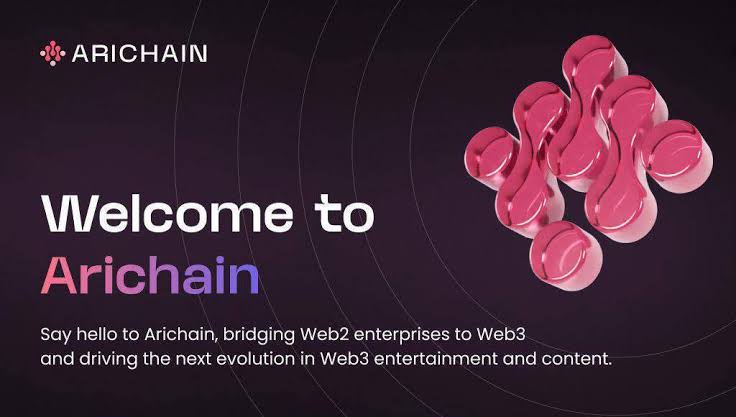 ARICHAIN
Welcome to
Arichain
Say hello to Arichain, bridging Web2 enterprises to Web3
and driving the next evolution in Web3 entertainment and content.